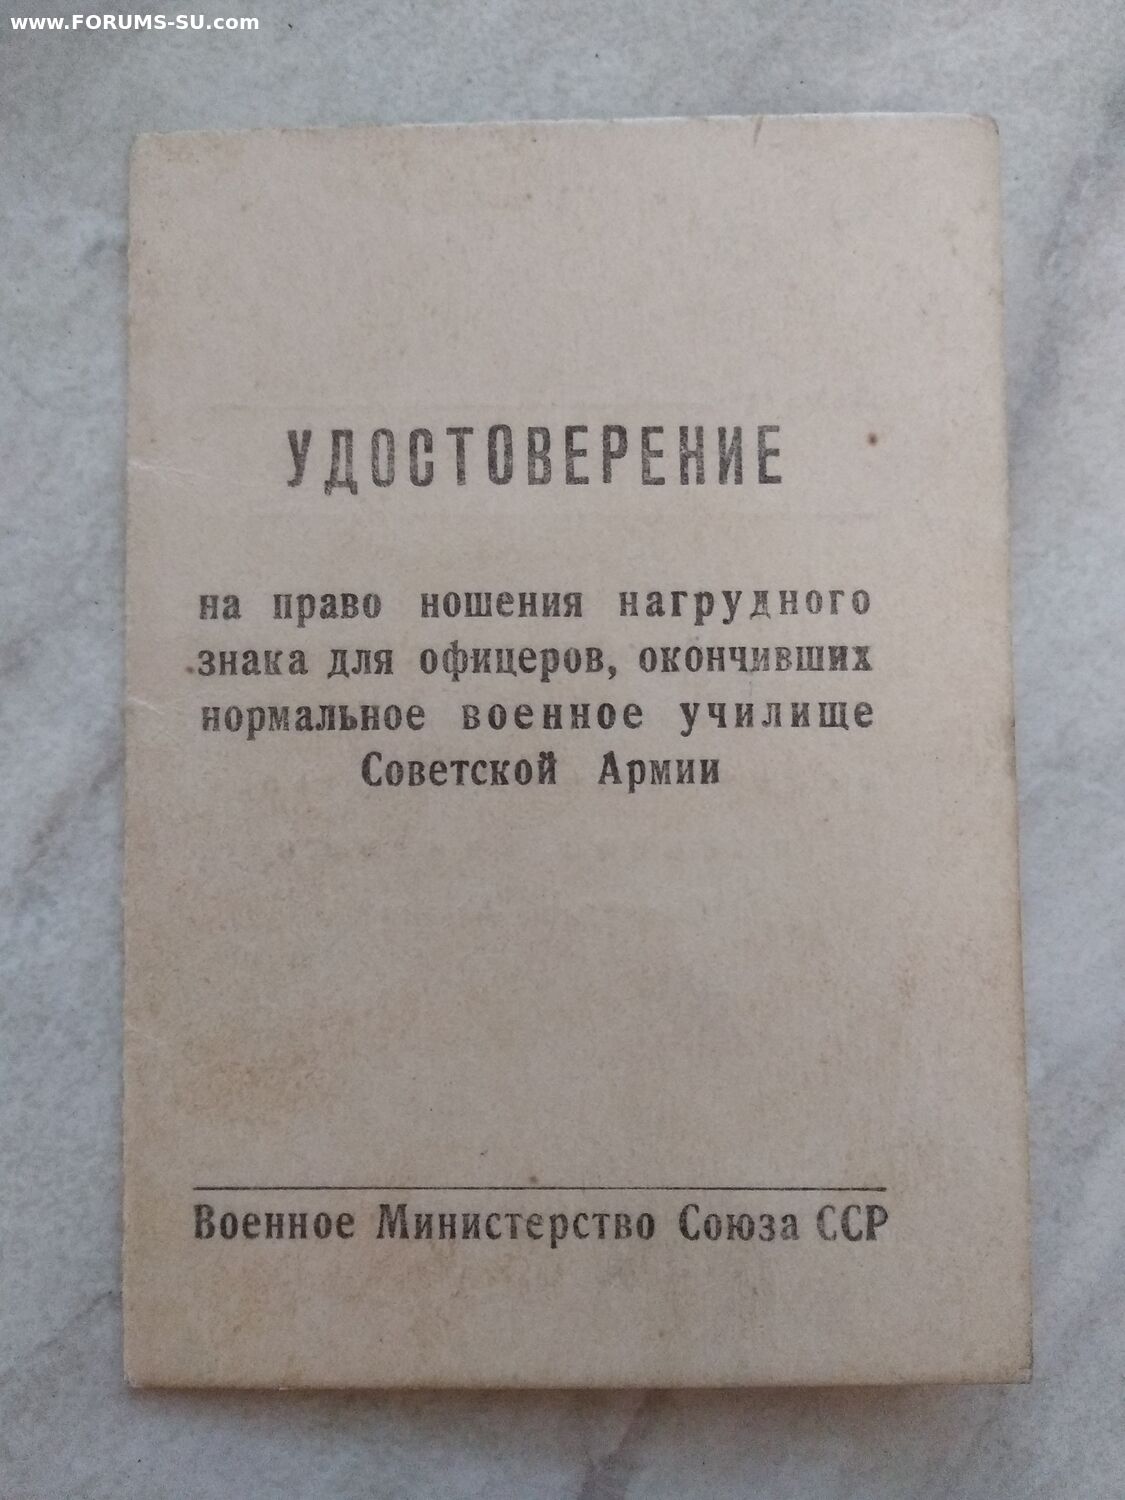 www.FORUMS-SU.com
УДОСТОВЕРЕНИЕ
на право ношения нагрудного
знака для офицеров, окончивших
нормальное военное училище
Советской Армии
Военное Министерство Союза ССР